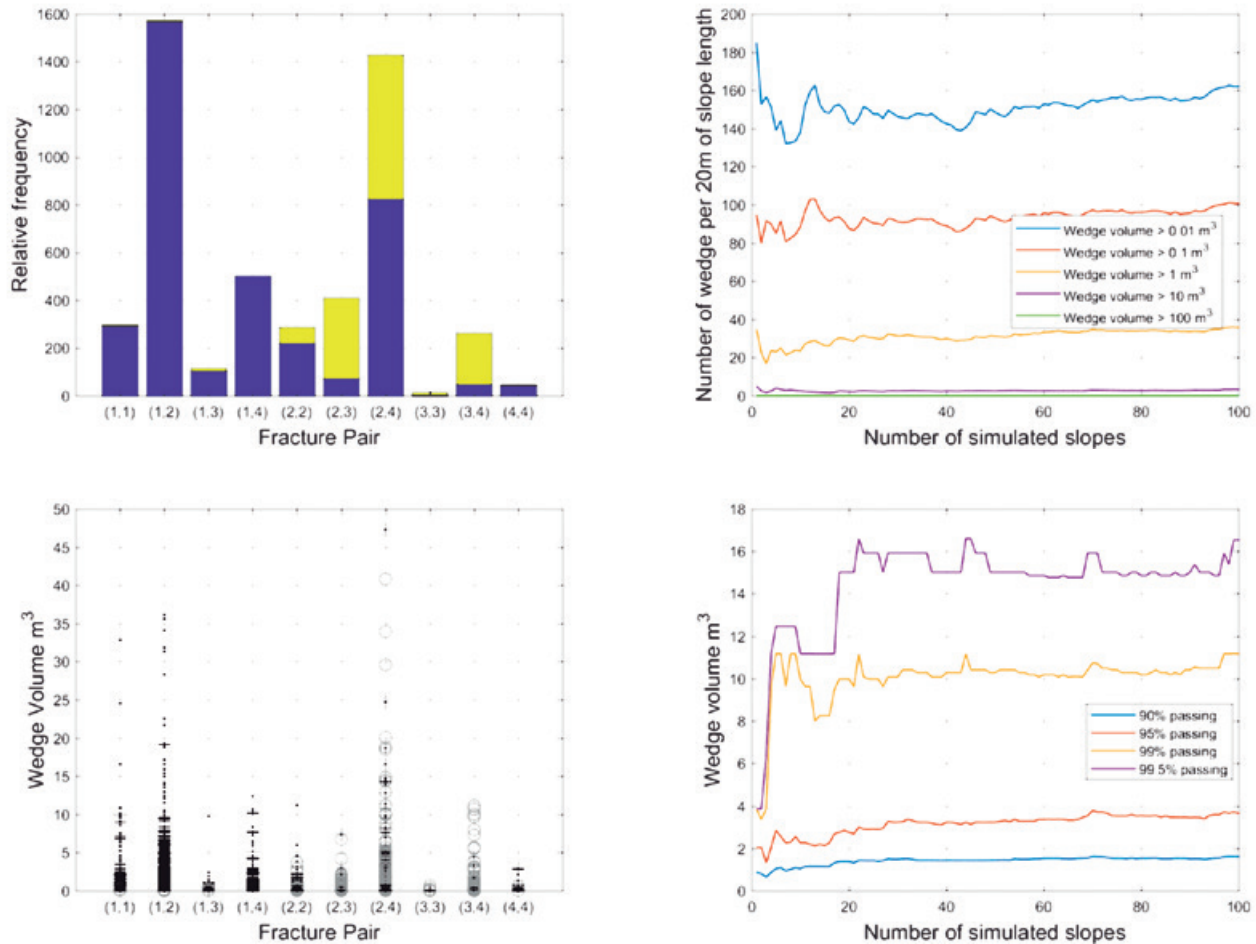 Relative frequency
1600
1400
1200
1000
800
600
400
200
0
(1,1) (1,2) (1,3) (1,4) (2,2) (2,3) (2,4) (3,3) (3,4) (4,4)
Fracture Pair
Number of wedge per 20m of slope length
200
180
160
140
120
100
80
60
40
20
0
Wedge volume > 0 01 m³
Wedge volume > 0 1 m³
Wedge volume > 1 m³
Wedge volume > 10 m³
Wedge volume > 100 m³
0 20 40 60 80 100
Number of simulated slopes
Wedge Volume m³
50
45
40
35
30
25
20
15
10
5
0
(1,1) (1,2) (1,3) (1,4) (2,2) (2,3) (2,4) (3,3) (3,4) (4,4)
Fracture Pair
Wedge volume m³
18
16
14
12
10
8
6
4
2
0
90% passing
95% passing
99% passing
99 5% passing
0 20 40 60 80 100
Number of simulated slopes